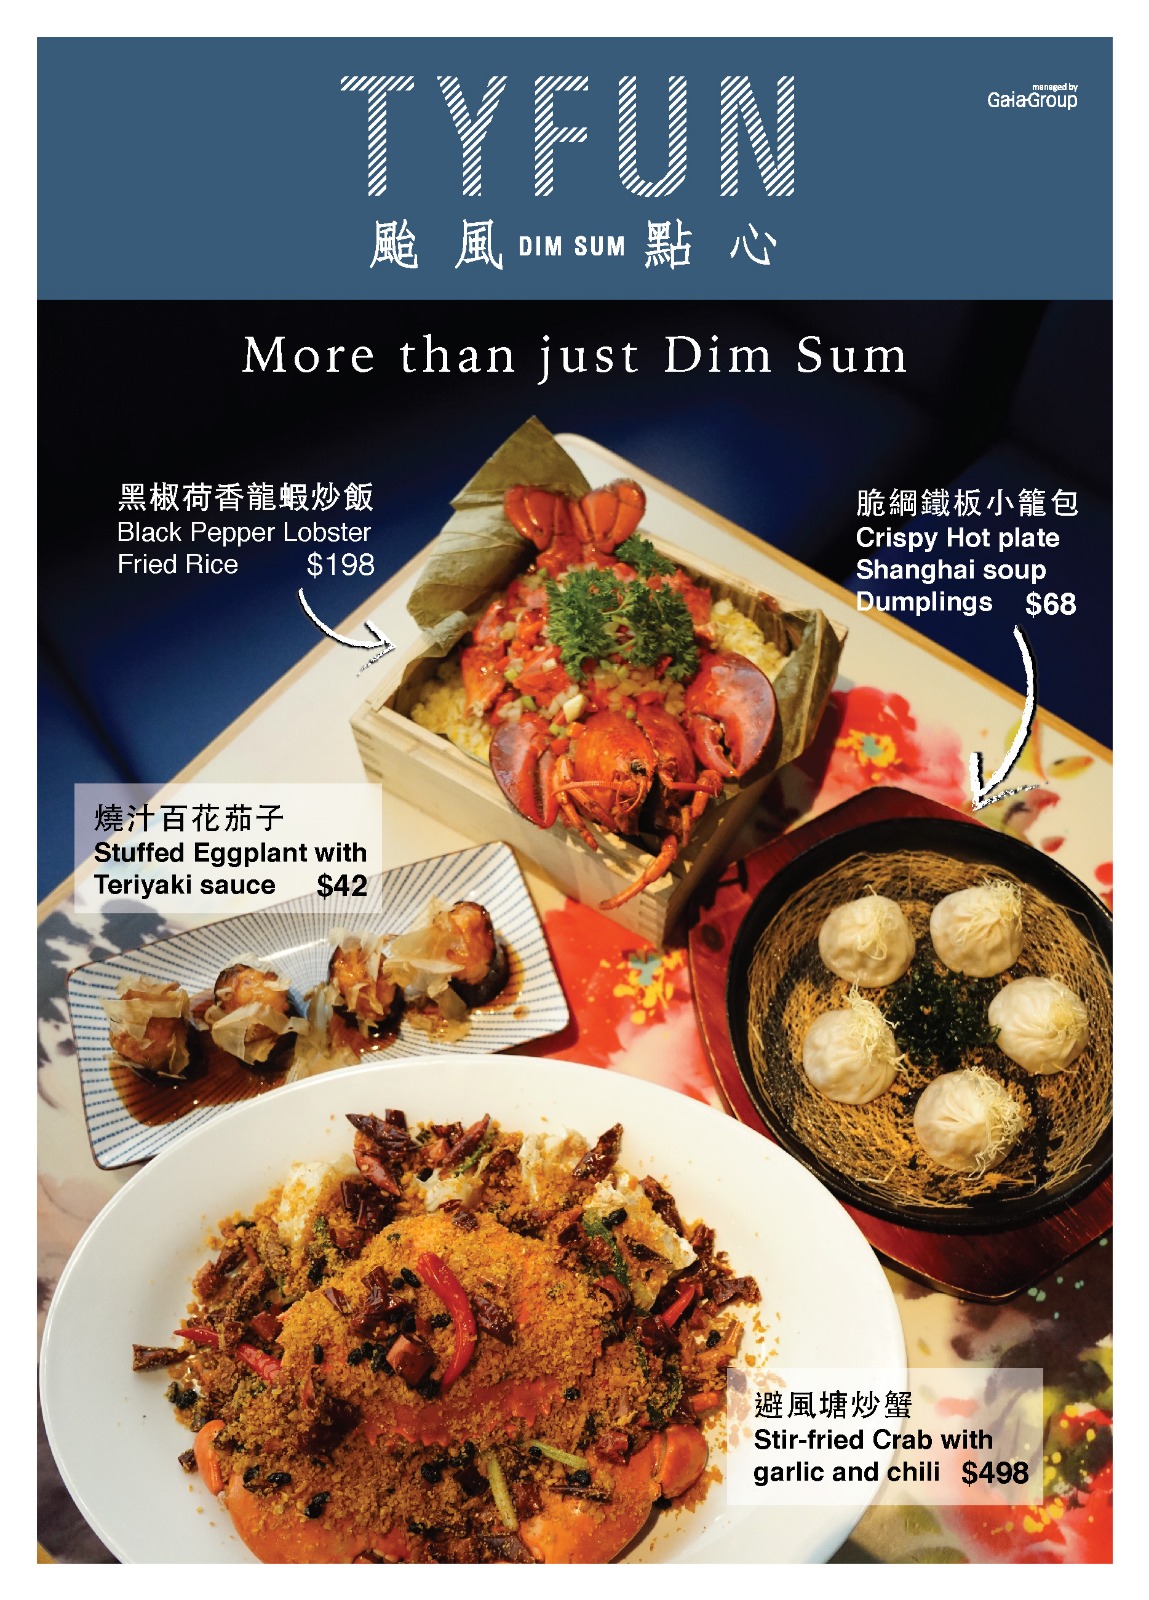 TYFUN
managed by
GaiaGroup
颱風 DIM SUM 點心
More than just Dim Sum
黑椒荷香龍蝦炒飯
Black Pepper Lobster
Fried Rice $198
脆網鐵板小籠包
Crispy Hot plate
Shanghai soup
Dumplings $68
燒汁百花茄子
Stuffed Eggplant with
Teriyaki sauce $42
避風塘炒蟹
Stir-fried Crab with
garlic and chili $498